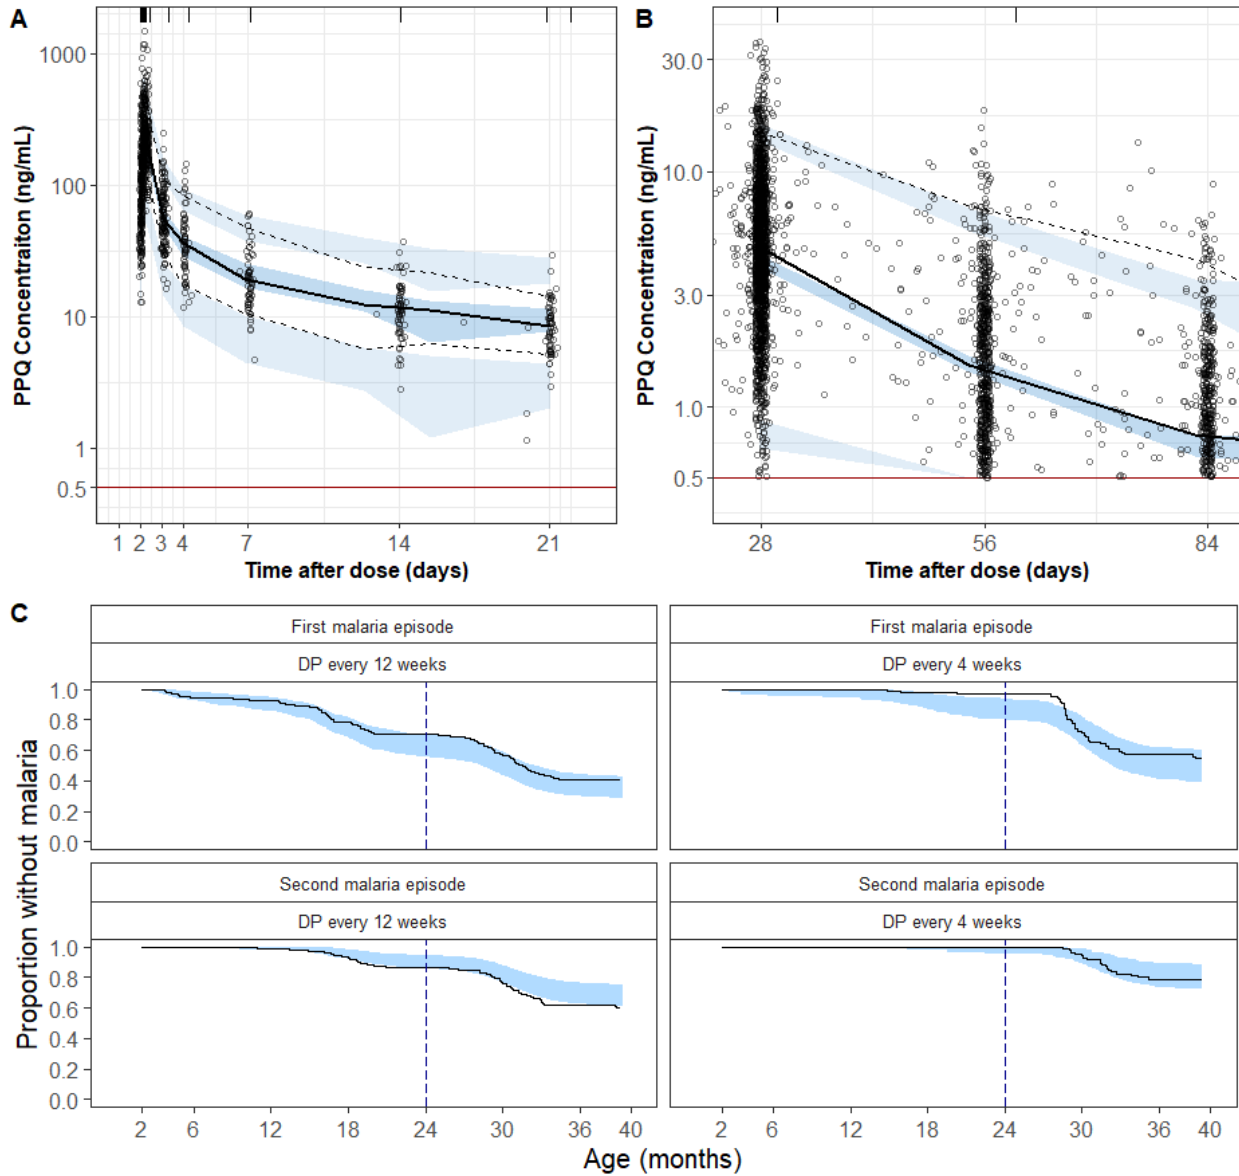 A
PPQ Concentraiton (ng/mL)
1000
100
10
1
0.5
1 2 3 4 7 14 21
Time after dose (days)
B
PPQ Concentraiton (ng/mL)
30.0
10.0
3.0
1.0
0.5
28 56 84
Time after dose (days)
C
Proportion without malaria
First malaria episode
DP every 12 weeks
First malaria episode
DP every 4 weeks
1.0
0.8
0.6
0.4
0.2
0.0
Second malaria episode
DP every 12 weeks
Second malaria episode
DP every 4 weeks
1.0
0.8
0.6
0.4
0.2
0.0
2 6 12 18 24 30 36 40
2 6 12 18 24 30 36 40
Age (months)